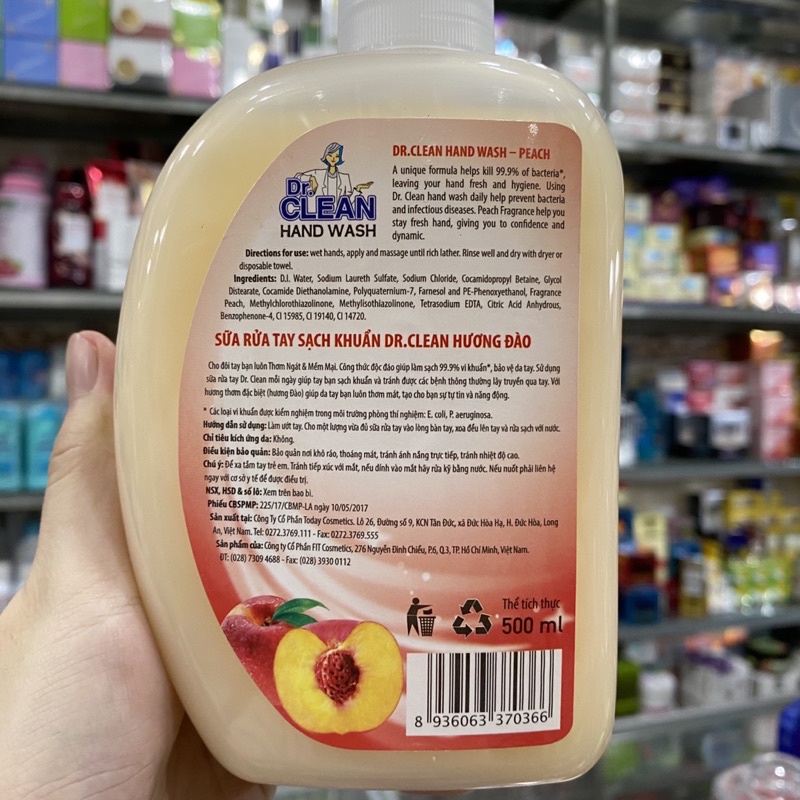 Dr.
CLEAN
HAND WASH
DR.CLEAN HAND WASH – PEACH
A unique formula helps kill 99.9% of bacteria*,
leaving your hand fresh and hygiene. Using
Dr. Clean hand wash daily help prevent bacteria
and infectious diseases. Peach Fragrance help you
stay fresh hand, giving you to confidence and
dynamic.
Directions for use: wet hands, apply and massage until rich lather. Rinse well and dry with dryer or
disposable towel.
Ingredients: D.I. Water, Sodium Laureth Sulfate, Sodium Chloride, Cocamidopropyl Betaine, Glycol
Distearate, Cocamide Diethanolamine, Polyquaternium-7, Farnesol and PE-Phenoxyethanol, Fragrance
Peach, Methylchlorothiazolinone, Methylisothiazolinone, Tetrasodium EDTA, Citric Acid Anhydrous,
Benzophenone-4, CI 15985, CI 19140, CI 14720.
SỮA RỬA TAY SẠCH KHUẨN DR.CLEAN HƯƠNG ĐÀO
Cho đôi tay bạn luôn Thơm Ngát & Mềm Mại. Công thức độc đáo giúp làm sạch 99.9% vi khuẩn*, bảo vệ da tay. Sử dụng
sữa rửa tay Dr. Clean mỗi ngày giúp tay bạn sạch khuẩn và tránh được các bệnh thông thường lây truyền qua tay. Với
hương thơm đặc biệt (hương Đào) giúp da tay bạn luôn thơm mát, tạo cho bạn sự tự tin và năng động.
* Các loại vi khuẩn được kiểm nghiệm trong môi trường phòng thí nghiệm: E. coli, P. aeruginosa.
Hướng dẫn sử dụng: Làm ướt tay. Cho một lượng vừa đủ sữa rửa tay vào lòng bàn tay, xoa đều lên tay và rửa sạch với nước.
Chỉ tiêu kích ứng da: Không.
Điều kiện bảo quản: Bảo quản nơi khô ráo, thoáng mát, tránh ánh nắng trực tiếp, tránh nhiệt độ cao.
Chú ý: Để xa tầm tay trẻ em. Tránh tiếp xúc với mắt, nếu dính vào mắt hãy rửa kỹ bằng nước. Nếu nuốt phải liên hệ
ngay với cơ sở y tế để được điều trị.
NSX, HSD & số lô: Xem trên bao bì.
Phiếu CBSPMP: 225/17/CBMP-LA ngày 10/05/2017
Sản xuất tại: Công Ty Cổ Phần Today Cosmetics. Lô 26, Đường số 9, KCN Tân Đức, xã Đức Hòa Hạ, H. Đức Hòa, Long
An, Việt Nam. Tel: 0272.3769.111 - Fax: 0272.3769.555
Sản phẩm của: Công ty Cổ Phần FIT Cosmetics, 276 Nguyễn Đình Chiểu, P.6, Q.3, TP. Hồ Chí Minh, Việt Nam.
ĐT: (028) 7309 4688 - Fax: (028) 3930 0112
Thể tích thực
500 ml
8 936063 370366